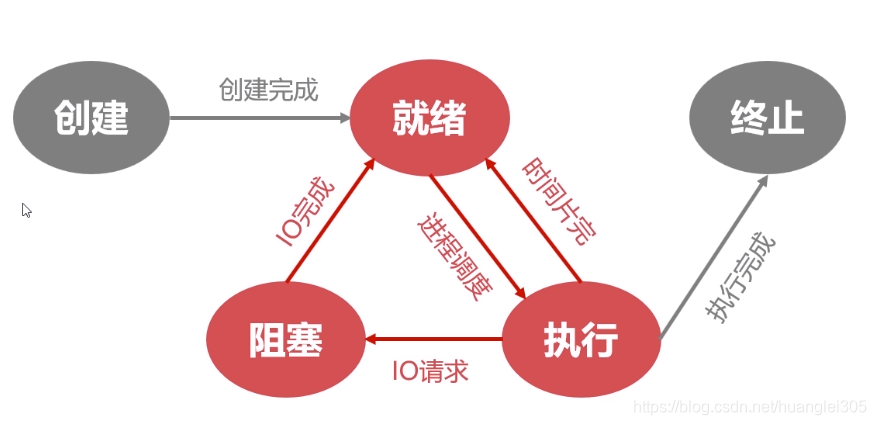 创建完成
创建
就绪
终止
IO完成
进程调度
时间片完
执行完成
阻塞
执行
IO请求
https://blog.csdn.net/huanglei305